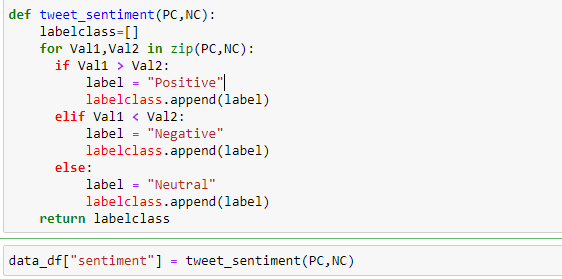 def tweet_sentiment(PC,NC):
    labelclass=[]
    for Val1,Val2 in zip(PC,NC):
      if Val1 > Val2:
          label = "Positive"
          labelclass.append(label)
      elif Val1 < Val2:
          label = "Negative"
          labelclass.append(label)
      else:
          label = "Neutral"
          labelclass.append(label)
    return labelclass
data_df["sentiment"] = tweet_sentiment(PC,NC)